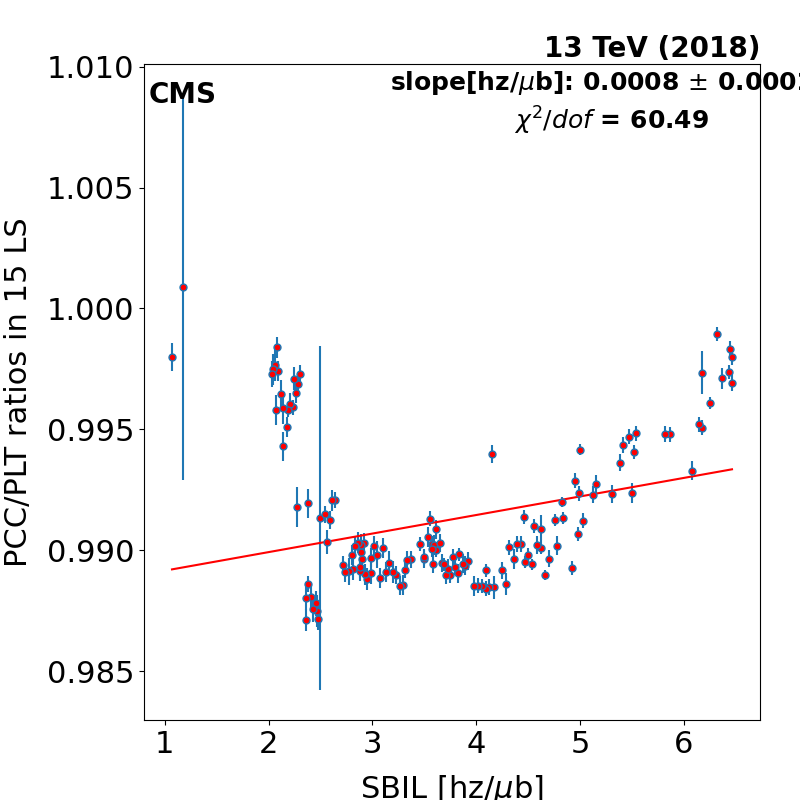 13 TeV (2018)
CMS
slope[hz/μb]: 0.0008 ± 0.000
χ²/dof = 60.49
1.010
1.005
1.000
0.995
0.990
0.985
PCC/PLT ratios in 15 LS
1 2 3 4 5 6
SBIL [hz/μb]